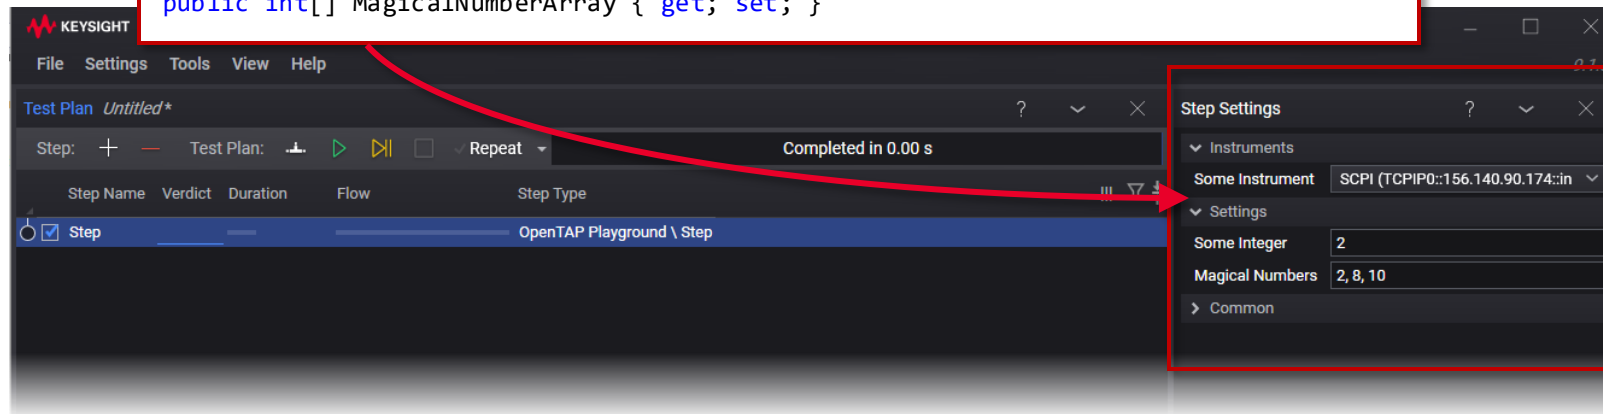 public int[] MagicalNumberArray { get; set; }
KEYSIGHT
File Settings Tools View Help
Test Plan Untitled* ?
Step Settings ?
Step: Test Plan: Repeat Completed in 0.00 s
Instruments
Some Instrument SCPI (TCPIP0::156.140.90.174::in
Step Name Verdict Duration Flow Step Type
Settings
Step OpenTAP Playground \ Step
Some Integer 2
Magical Numbers 2, 8, 10
Common